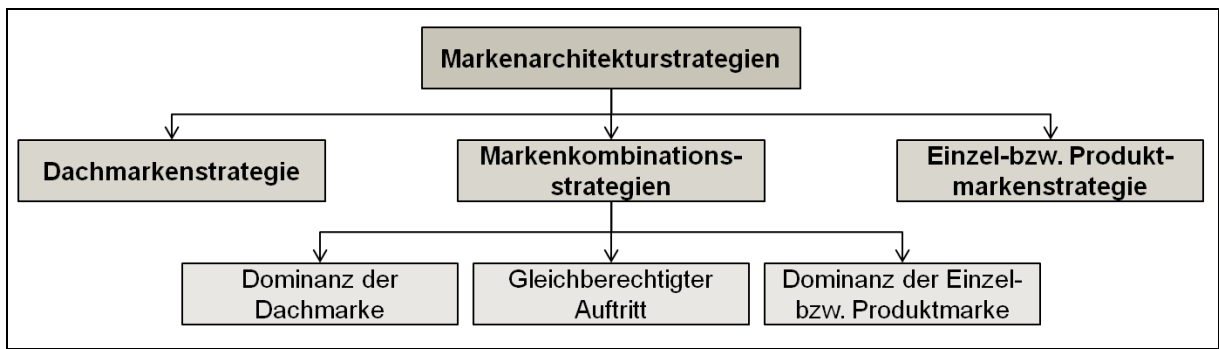 Markenarchitekturstrategien
Dachmarkenstrategie
Markenkombinations-
strategien
Einzel-bzw. Produkt-
markenstrategie
Dominanz der
Dachmarke
Gleichberechtigter
Auftritt
Dominanz der Einzel-
bzw. Produktmarke